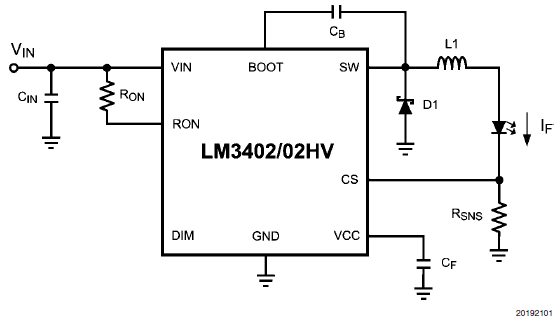 CB
L1
VIN
VIN
BOOT
SW
CIN
RON
D1
IF
RON
LM3402/02HV
CS
RSNS
DIM
GND
VCC
CF
20192101